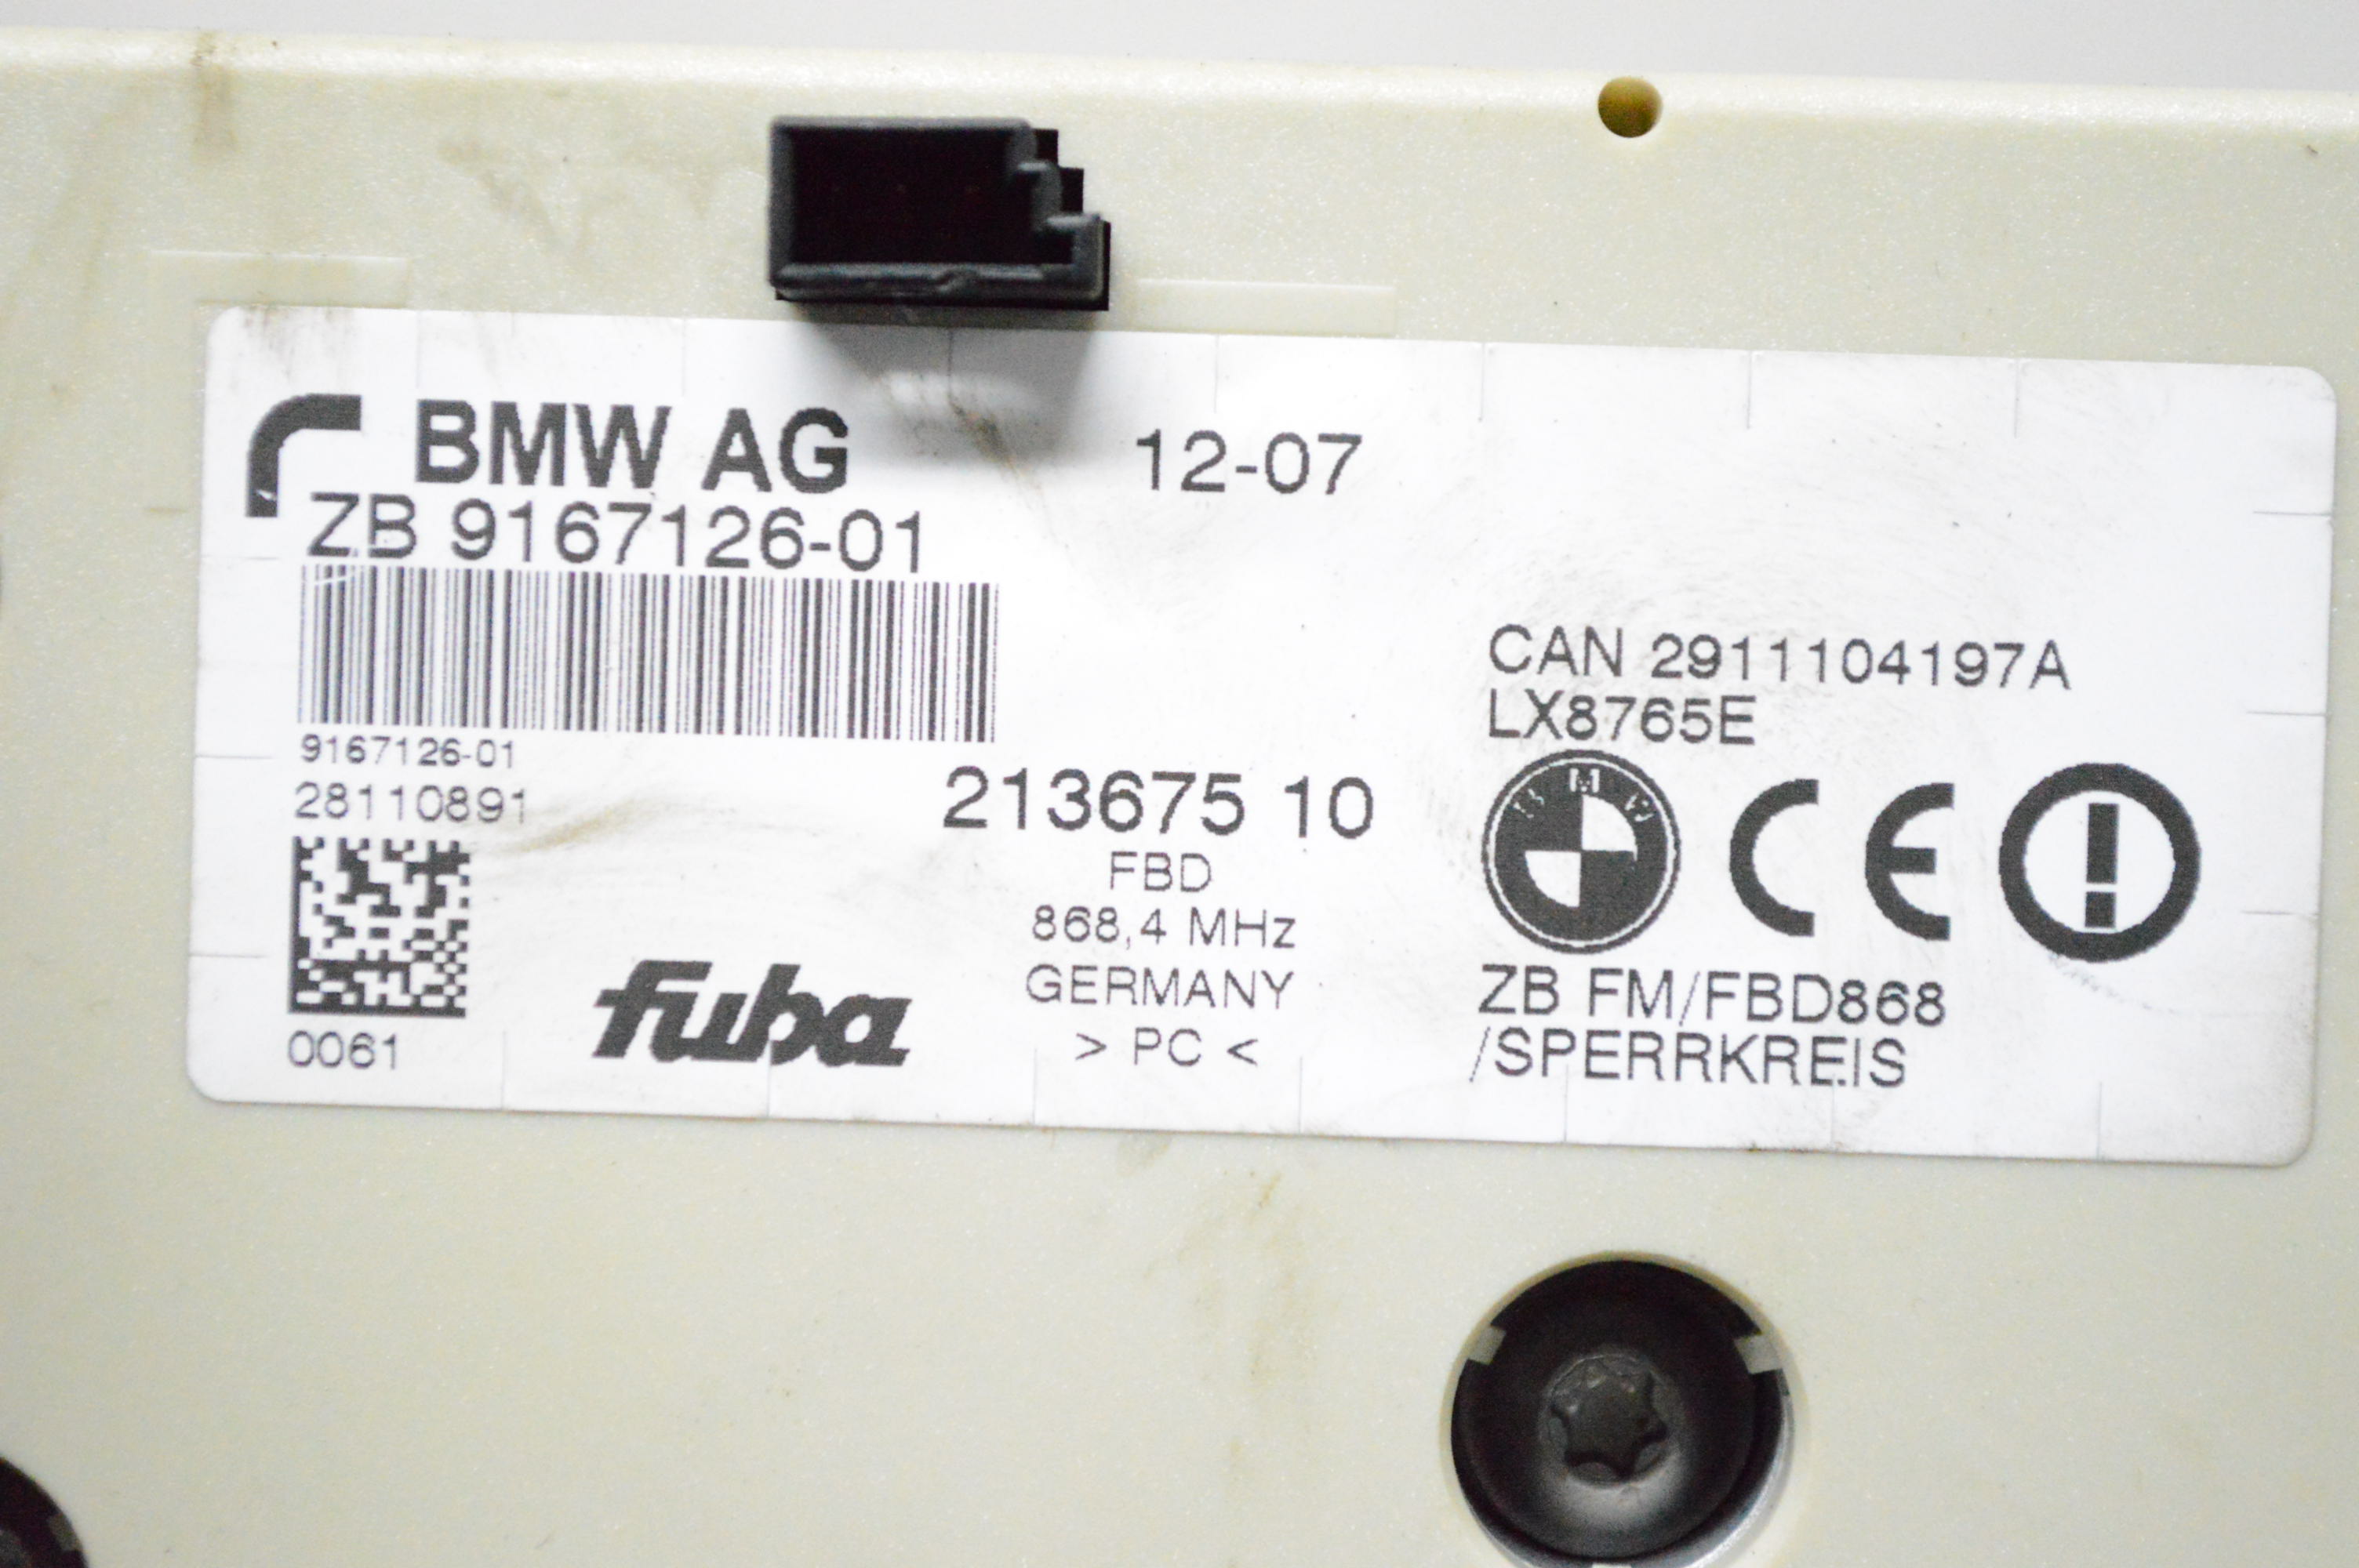 BMW AG
12-07
ZB 9167126-01
9167126-01
28110891
0061
fuba
213675 10
FBD
868,4 MHz
GERMANY
> PC <
CAN 2911104197A
LX8765E
BMW
CE
ZB FM/FBD868
/SPERRKREIS